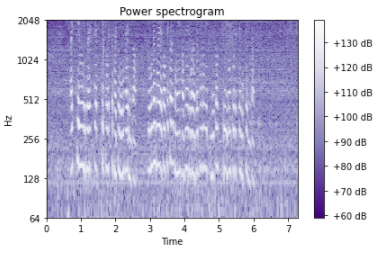 Power spectrogram
2048
1024
512
256
128
64
Hz
0 1 2 3 4 5 6 7
Time
+130 dB
+120 dB
+110 dB
+100 dB
+90 dB
+80 dB
+70 dB
+60 dB